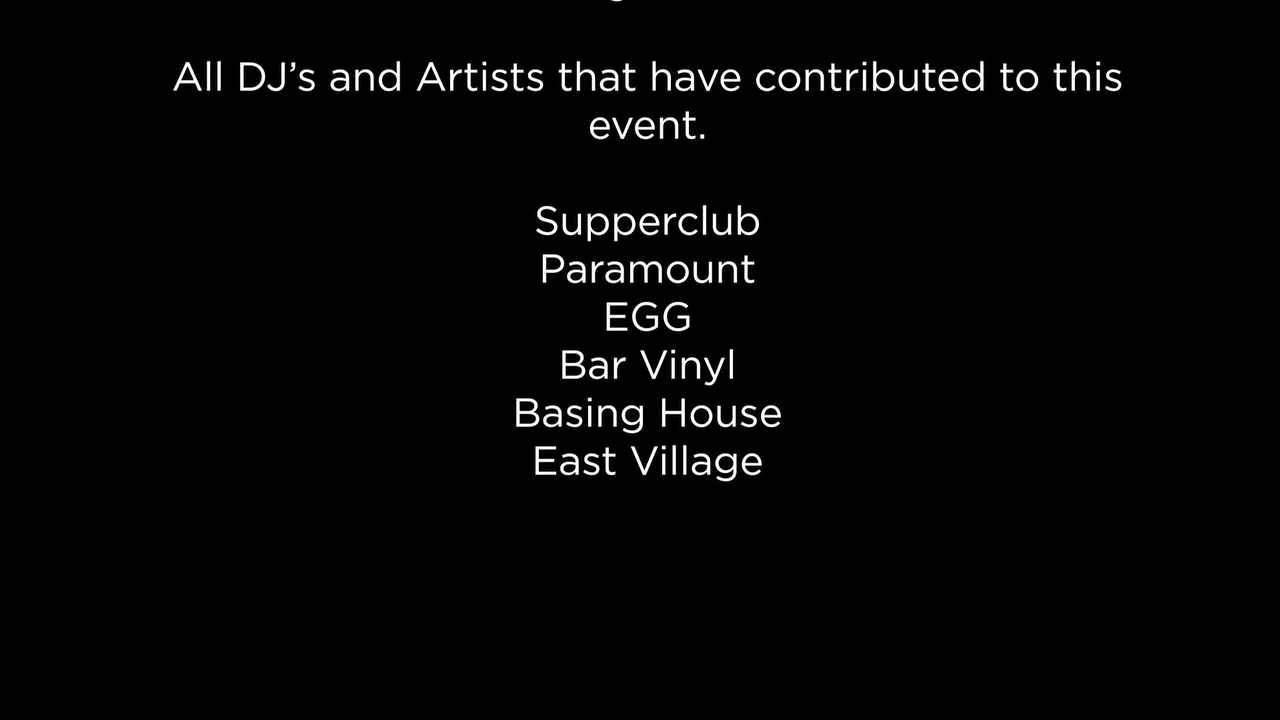 All DJ’s and Artists that have contributed to this
event.
Supperclub
Paramount
EGG
Bar Vinyl
Basing House
East Village